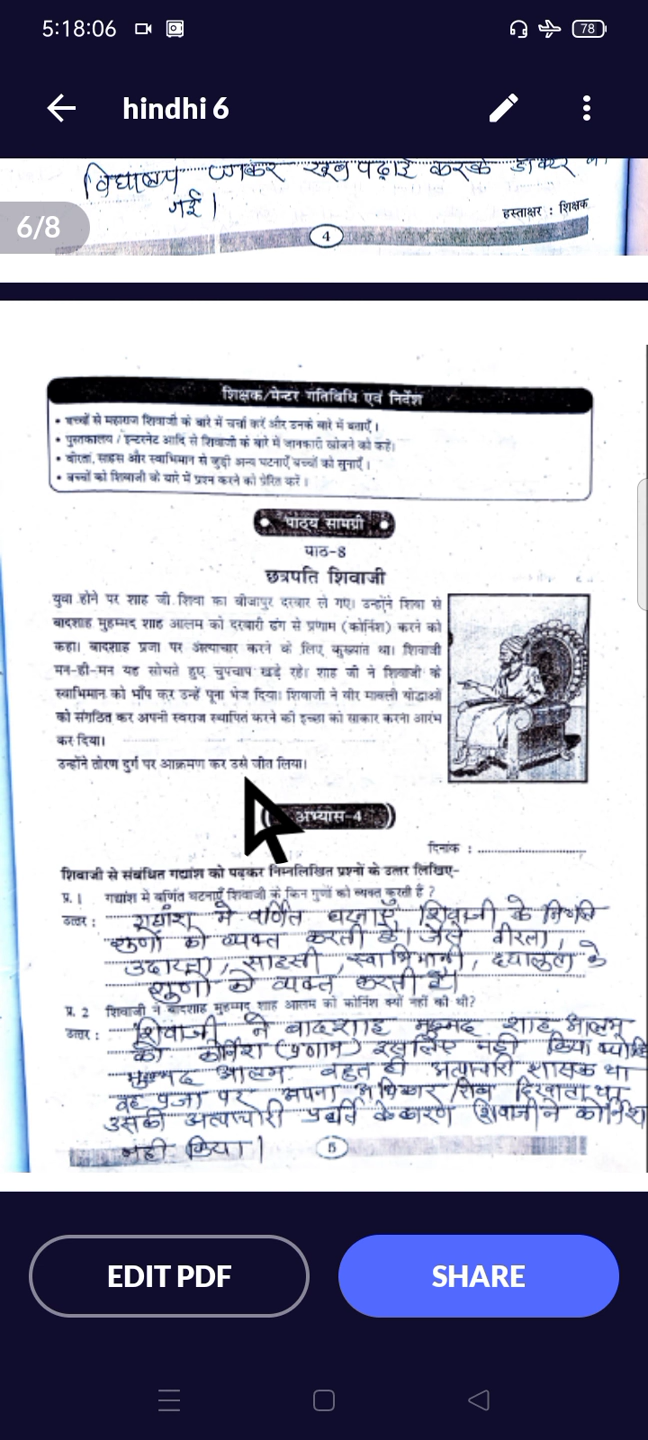 5:18:06
78
hindhi 6
विद्यालय जाकर खूब पढ़ाई करके डॉक्टर
गई।
6/8
हस्ताक्षर : शिक्षक
4
शिक्षक/मेन्टर गतिविधि एवं निर्देश
• बच्चों से महाराज शिवाजी के बारे में चर्चा करें और उनके बारे में बताएँ।
• पुस्तकालय / इन्टरनेट आदि से शिवाजी के बारे में जानकारी खोजने को कहें।
• वीरता, साहस और स्वाभिमान से जुड़ी अन्य घटनाएँ बच्चों को सुनाएँ।
• बच्चों को शिवाजी के बारे में प्रश्न करने को प्रेरित करें।
पाठ्य सामग्री
पाठ-8
छत्रपति शिवाजी
युवा होने पर शाह जी शिवा को बीजापुर दरबार ले गए। उन्होंने शिवा से
बादशाह मुहम्मद शाह आलम को दरबारी ढंग से प्रणाम (कोर्निश) करने को
कहा। बादशाह प्रजा पर अत्याचार करने के लिए कुख्यात था। शिवाजी
मन-ही-मन यह सोचते हुए चुपचाप खड़े रहे। शाह जी ने शिवाजी के
स्वाभिमान को भाँप कर उन्हें पूना भेज दिया। शिवाजी ने वीर मावली योद्धाओं
को संगठित कर अपनी स्वराज स्थापित करने की इच्छा को साकार करना आरंभ
कर दिया।
उन्होंने तोरण दुर्ग पर आक्रमण कर उसे जीत लिया।
अभ्यास-4
दिनांक :
शिवाजी से संबंधित गद्यांश को पढ़कर निम्नलिखित प्रश्नों के उत्तर लिखिए-
प्र. 1 गद्यांश में वर्णित घटनाएँ शिवाजी के किन गुणों को व्यक्त करती है ?
उत्तर : गद्यांश में वर्णित घटनाएँ शिवाजी के
गुणो को व्यक्त करती है। जैसे वीरता,
उदारता, साहसी, स्वाभिमानी, दयालुता के
गुणो को व्यक्त करती है।
प्र. 2 शिवाजी ने बादशाह मुहम्मद शाह आलम को कोर्निश क्यों नहीं की थी?
उत्तर : शिवाजी ने बादशाह मुहम्मद शाह आलम
को कोर्निश (प्रणाम) इसलिए नही किया
मुहम्मद आलम बहुत ही अत्याचारी शासक था
वह प्रजा पर अपना अधिकार दिखाता था
उसकी अत्याचारी के कारण शिवाजी ने कोर्निश
नही किया।
5
EDIT PDF
SHARE